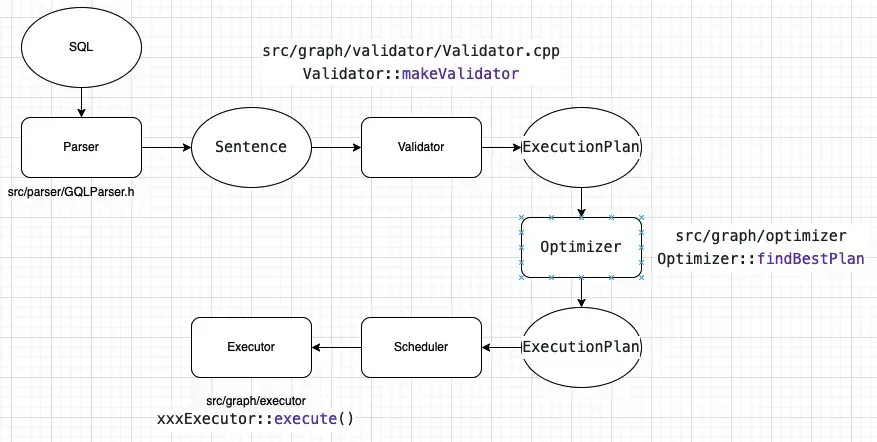 SQL
src/graph/validator/Validator.cpp
Validator::makeValidator
Parser
Sentence
Validator
ExecutionPlan
src/parser/GQLParser.h
Optimizer
src/graph/optimizer
Optimizer::findBestPlan
Executor
Scheduler
ExecutionPlan
src/graph/executor
xxxExecutor::execute()